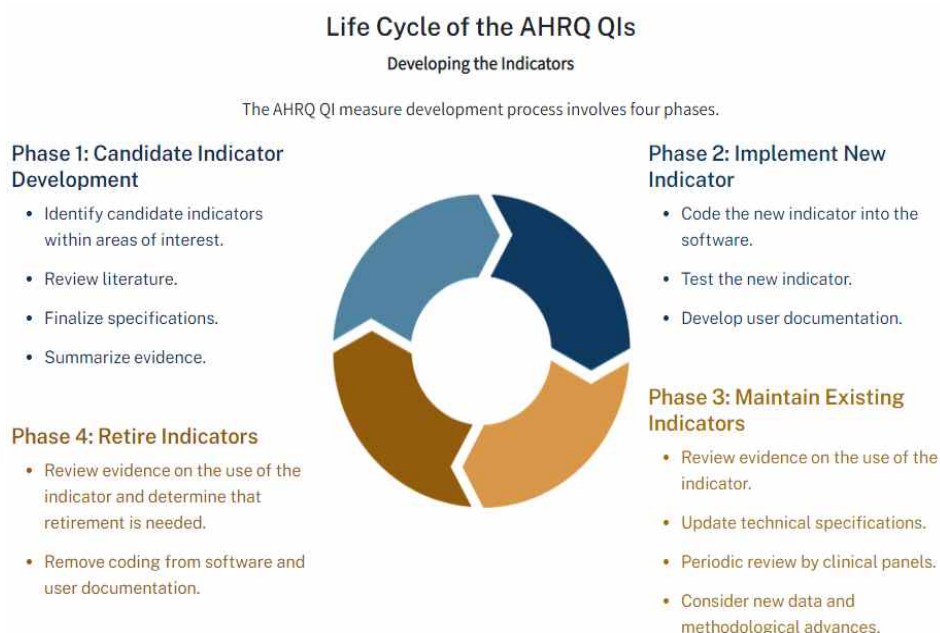 Life Cycle of the AHRQ QIs
Developing the Indicators
The AHRQ QI measure development process involves four phases.
Phase 1: Candidate Indicator
Development
• Identify candidate indicators
within areas of interest.
• Review literature.
• Finalize specifications.
• Summarize evidence.
Phase 2: Implement New
Indicator
• Code the new indicator into the
software.
• Test the new indicator.
• Develop user documentation.
Phase 3: Maintain Existing
Indicators
• Review evidence on the use of the
indicator.
• Update technical specifications.
• Periodic review by clinical panels.
• Consider new data and
methodological advances.
Phase 4: Retire Indicators
• Review evidence on the use of the
indicator and determine that
retirement is needed.
• Remove coding from software and
user documentation.